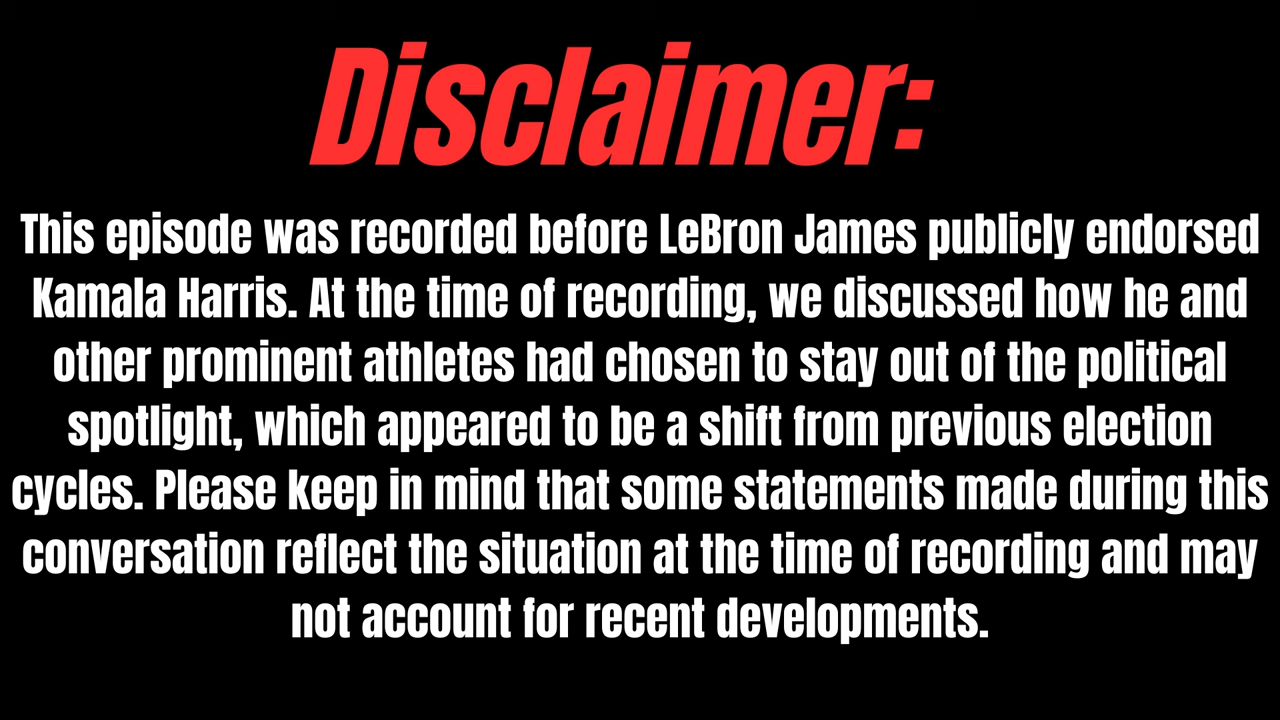 Disclaimer:
This episode was recorded before LeBron James publicly endorsed
Kamala Harris. At the time of recording, we discussed how he and
other prominent athletes had chosen to stay out of the political
spotlight, which appeared to be a shift from previous election
cycles. Please keep in mind that some statements made during this
conversation reflect the situation at the time of recording and may
not account for recent developments.